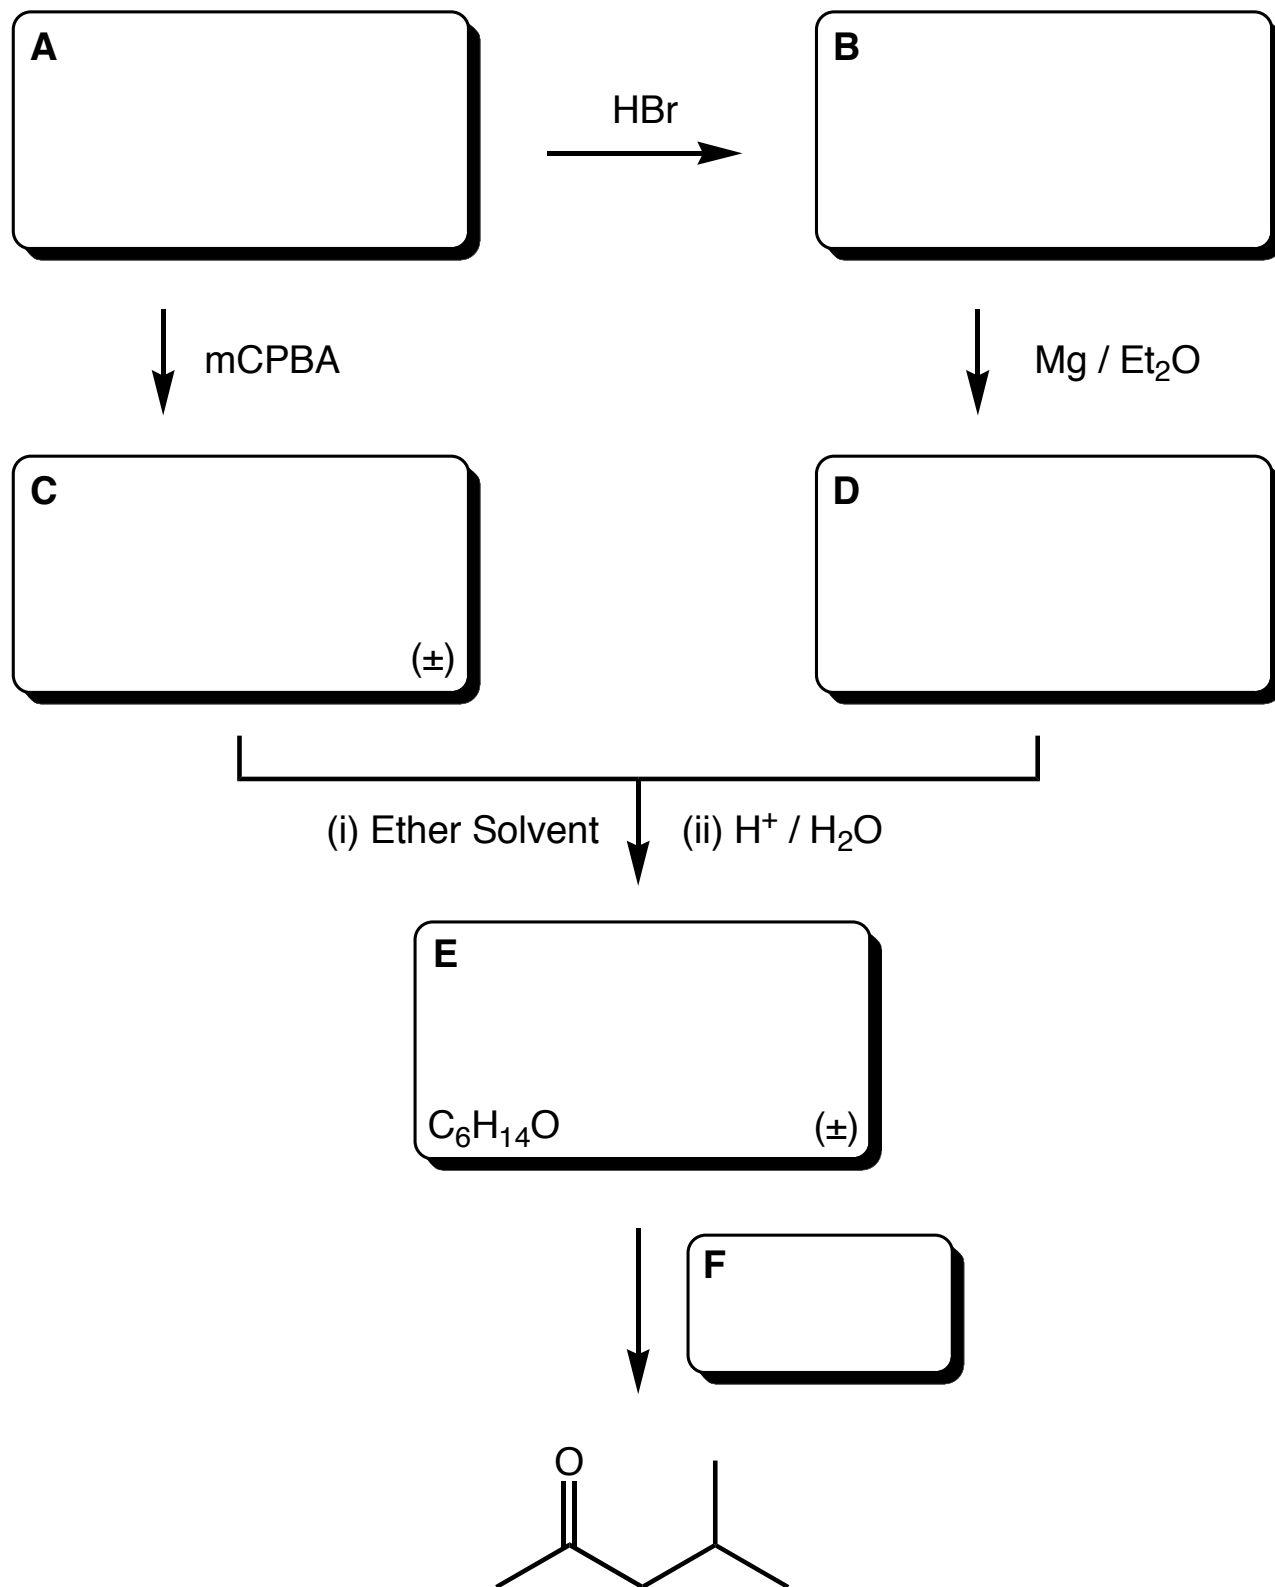 A
B
HBr
mCPBA
Mg / Et₂O
C
D
(±)
(i) Ether Solvent
(ii) H⁺ / H₂O
E
C₆H₁₄O
(±)
F
O